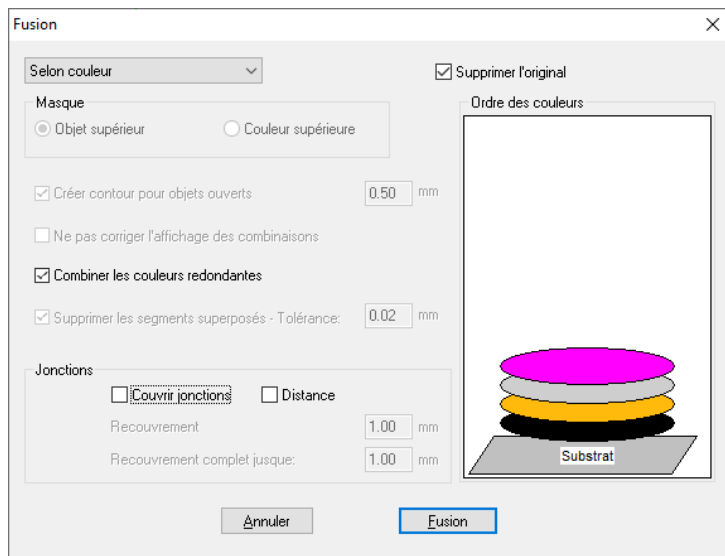 Fusion
Selon couleur
Supprimer l'original
Masque
Objet supérieur
Couleur supérieure
Ordre des couleurs
Créer contour pour objets ouverts 0.50 mm
Ne pas corriger l'affichage des combinaisons
Combiner les couleurs redondantes
Supprimer les segments superposés - Tolérance: 0.02 mm
Jonctions
Couvrir jonctions
Distance
Recouvrement 1.00 mm
Recouvrement complet jusque: 1.00 mm
Substrat
Annuler
Fusion